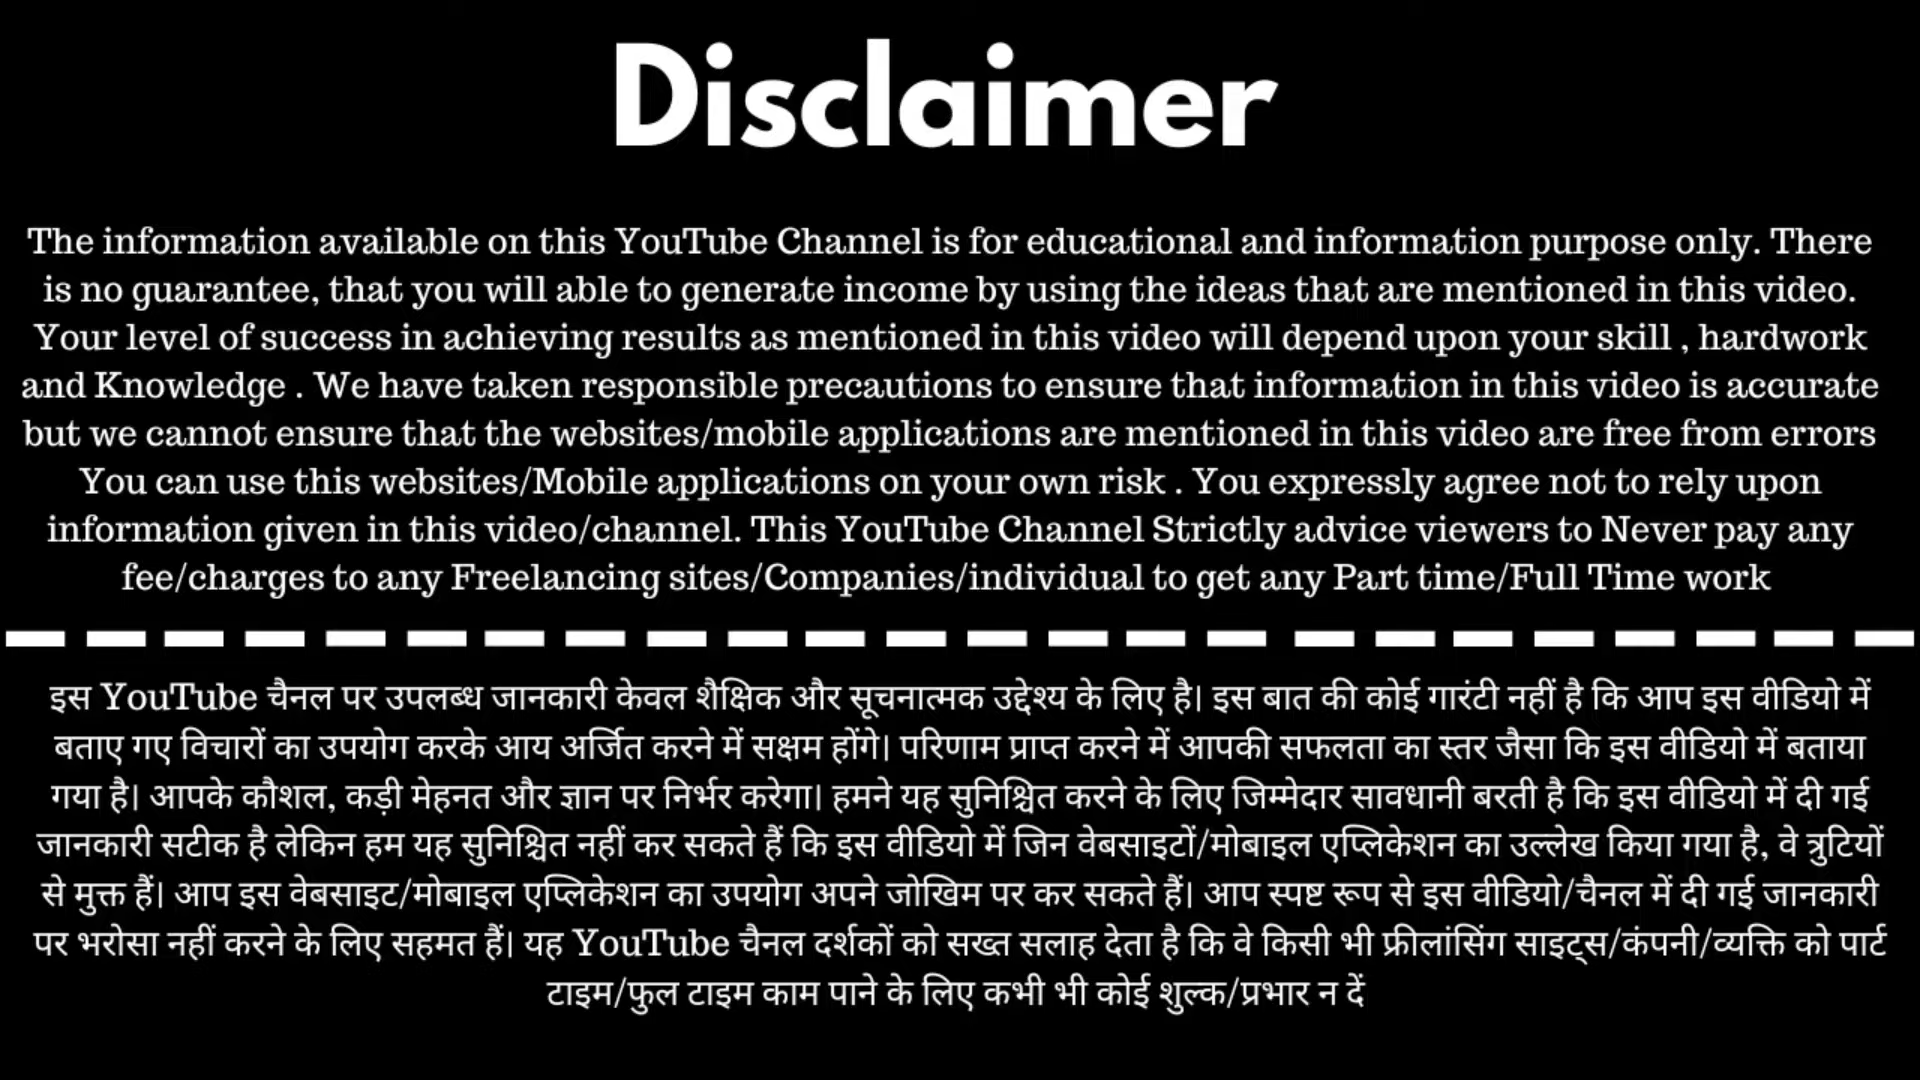 Disclaimer
The information available on this YouTube Channel is for educational and information purpose only. There
is no guarantee, that you will able to generate income by using the ideas that are mentioned in this video.
Your level of success in achieving results as mentioned in this video will depend upon your skill , hardwork
and Knowledge . We have taken responsible precautions to ensure that information in this video is accurate
but we cannot ensure that the websites/mobile applications are mentioned in this video are free from errors
You can use this websites/Mobile applications on your own risk . You expressly agree not to rely upon
information given in this video/channel. This YouTube Channel Strictly advice viewers to Never pay any
fee/charges to any Freelancing sites/Companies/individual to get any Part time/Full Time work
इस YouTube चैनल पर उपलब्ध जानकारी केवल शैक्षिक और सूचनात्मक उद्देश्य के लिए है। इस बात की कोई गारंटी नहीं है कि आप इस वीडियो में
बताए गए विचारों का उपयोग करके आय अर्जित करने में सक्षम होंगे। परिणाम प्राप्त करने में आपकी सफलता का स्तर जैसा कि इस वीडियो में बताया
गया है। आपके कौशल, कड़ी मेहनत और ज्ञान पर निर्भर करेगा। हमने यह सुनिश्चित करने के लिए जिम्मेदार सावधानी बरती है कि इस वीडियो में दी गई
जानकारी सटीक है लेकिन हम यह सुनिश्चित नहीं कर सकते हैं कि इस वीडियो में जिन वेबसाइटों/मोबाइल एप्लिकेशन का उल्लेख किया गया है, वे त्रुटियों
से मुक्त हैं। आप इस वेबसाइट/मोबाइल एप्लिकेशन का उपयोग अपने जोखिम पर कर सकते हैं। आप स्पष्ट रूप से इस वीडियो/चैनल में दी गई जानकारी
पर भरोसा नहीं करने के लिए सहमत हैं। यह YouTube चैनल दर्शकों को सख्त सलाह देता है कि वे किसी भी फ्रीलांसिंग साइट्स/कंपनी/व्यक्ति को पार्ट
टाइम/फुल टाइम काम पाने के लिए कभी भी कोई शुल्क/प्रभार न दें